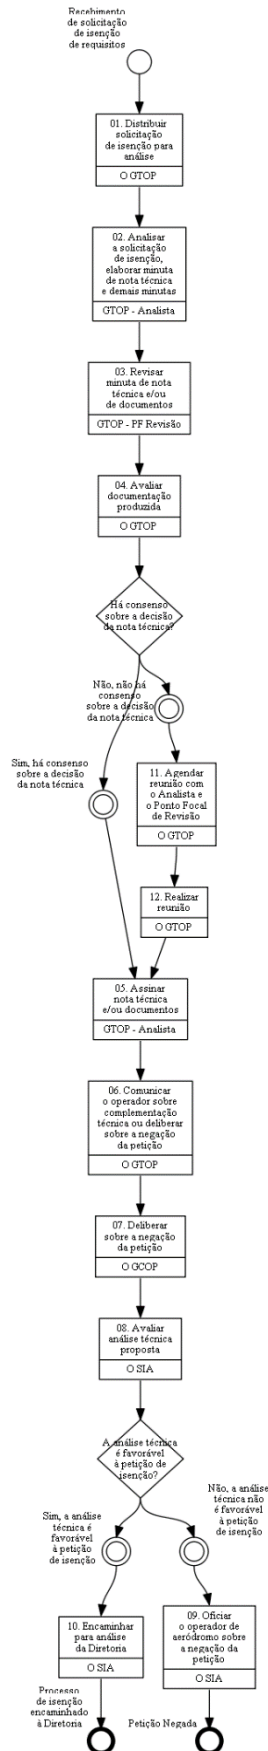 Recebimento
de solicitação
de isenção
de requisitos
01. Distribuir
solicitação
de isenção para
análise
O GTOP
02. Analisar
a solicitação
de isenção,
elaborar minuta
de nota técnica
e demais minutas
GTOP - Analista
03. Revisar
minuta de nota
técnica e/ou
de documentos
GTOP - PF Revisão
04. Avaliar
documentação
produzida
O GTOP
Há consenso
sobre a decisão
da nota técnica?
Não, não há
consenso
sobre a decisão
da nota técnica
Sim, há consenso
sobre a decisão
da nota técnica
11. Agendar
reunião com
o Analista e
o Ponto Focal
de Revisão
O GTOP
12. Realizar
reunião
O GTOP
05. Assinar
nota técnica
e/ou documentos
GTOP - Analista
06. Comunicar
o operador sobre
complementação
técnica ou deliberar
sobre a negação
da petição
O GTOP
07. Deliberar
sobre a negação
da petição
O GCOP
08. Avaliar
análise técnica
proposta
O SIA
A análise técnica
é favorável
à petição de
isenção?
Sim, a análise
técnica é
favorável
à petição
de isenção
Não, a análise
técnica não
é favorável
à petição
de isenção
10. Encaminhar
para análise
da Diretoria
O SIA
09. Oficiar
o operador de
aeródromo sobre
a negação da
petição
O SIA
Processo
de isenção
encaminhado
à Diretoria
Petição Negada